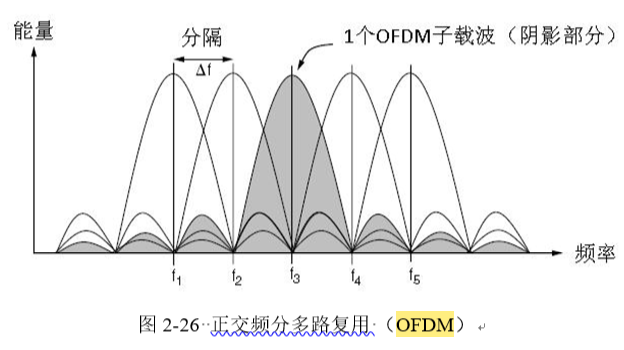 能量
分隔
1个OFDM子载波（阴影部分）
Δf
频率
f1 f2 f3 f4 f5
图 2-26 正交频分多路复用 （OFDM）